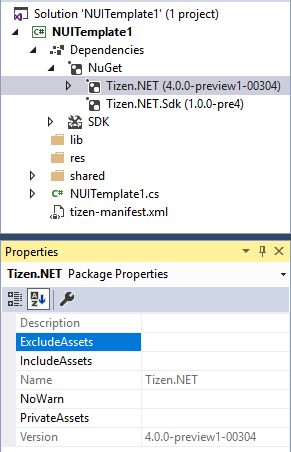 Solution 'NUITemplate1' (1 project)
C# NUITemplate1
Dependencies
NuGet
Tizen.NET (4.0.0-preview1-00304)
Tizen.NET.Sdk (1.0.0-pre4)
SDK
lib
res
shared
C# NUITemplate1.cs
tizen-manifest.xml
Properties
Tizen.NET Package Properties
Description
ExcludeAssets
IncludeAssets
Name Tizen.NET
NoWarn
PrivateAssets
Version 4.0.0-preview1-00304